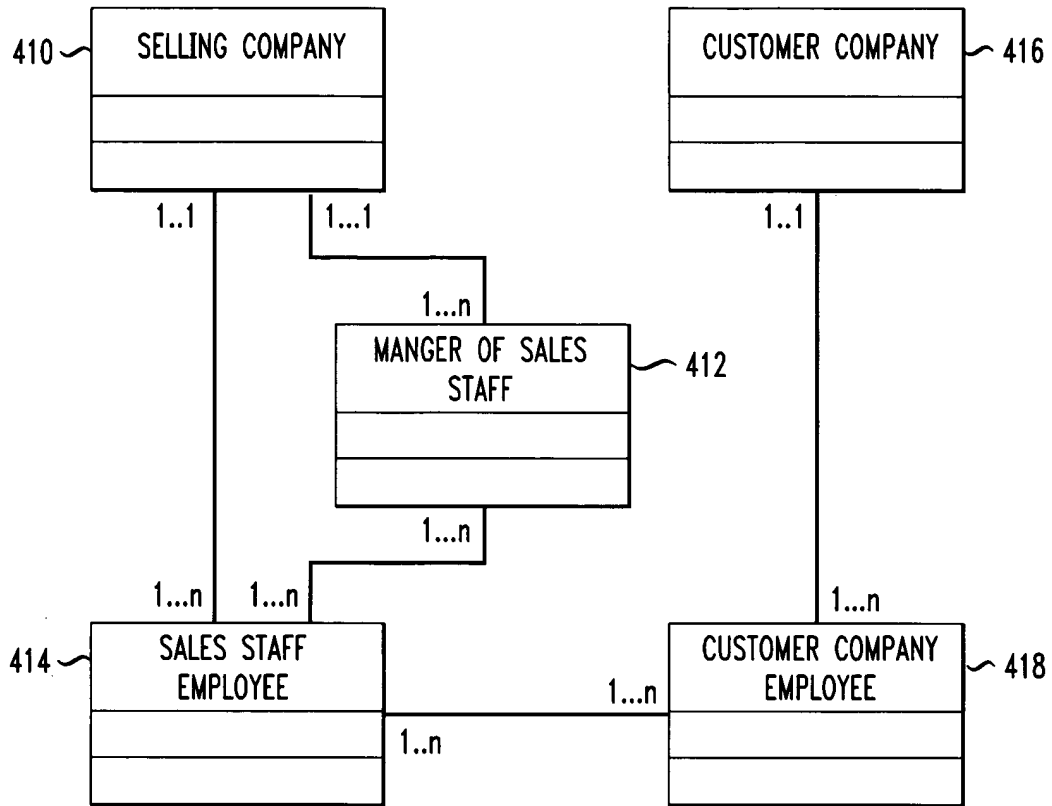 410
SELLING COMPANY
CUSTOMER COMPANY
416
1..1
1...1
1..1
1...n
MANGER OF SALES
STAFF
412
1...n
1...n
1...n
1...n
414
SALES STAFF
EMPLOYEE
CUSTOMER COMPANY
EMPLOYEE
418
1...n
1..n